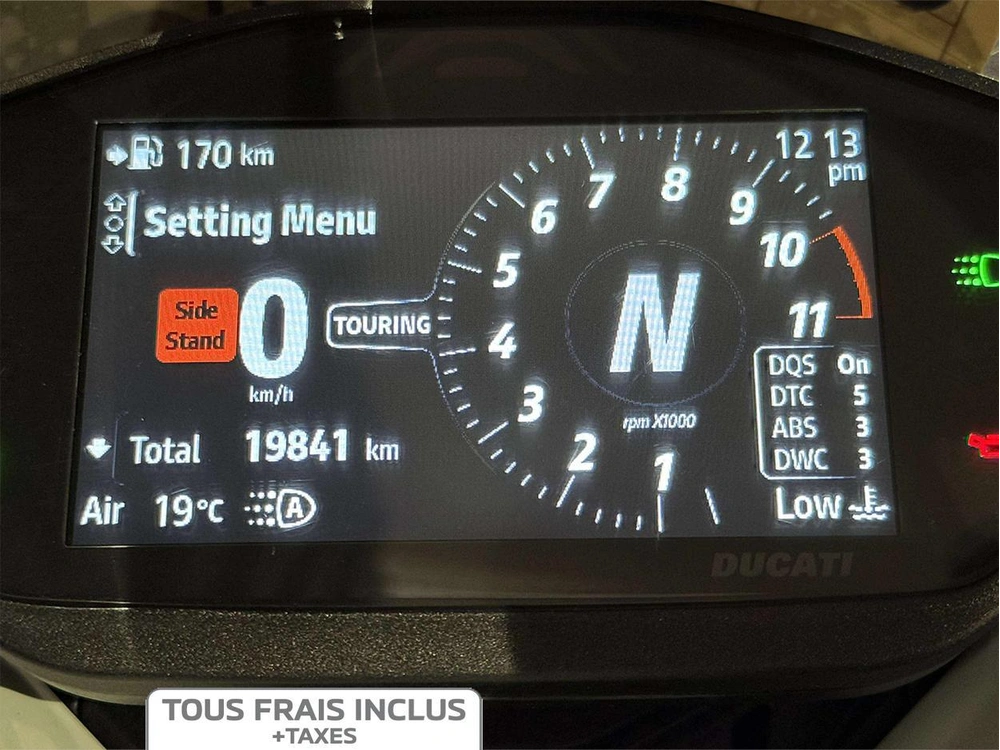 170 km
12 13
pm
Setting Menu
Side
Stand
0
km/h
TOURING
1
2
3
4
5
6
7
8
9
10
11
N
rpm X1000
DQS On
DTC 5
ABS 3
DWC 3
Total 19841 km
Air 19°C
A
Low
DUCATI
TOUS FRAIS INCLUS
+TAXES